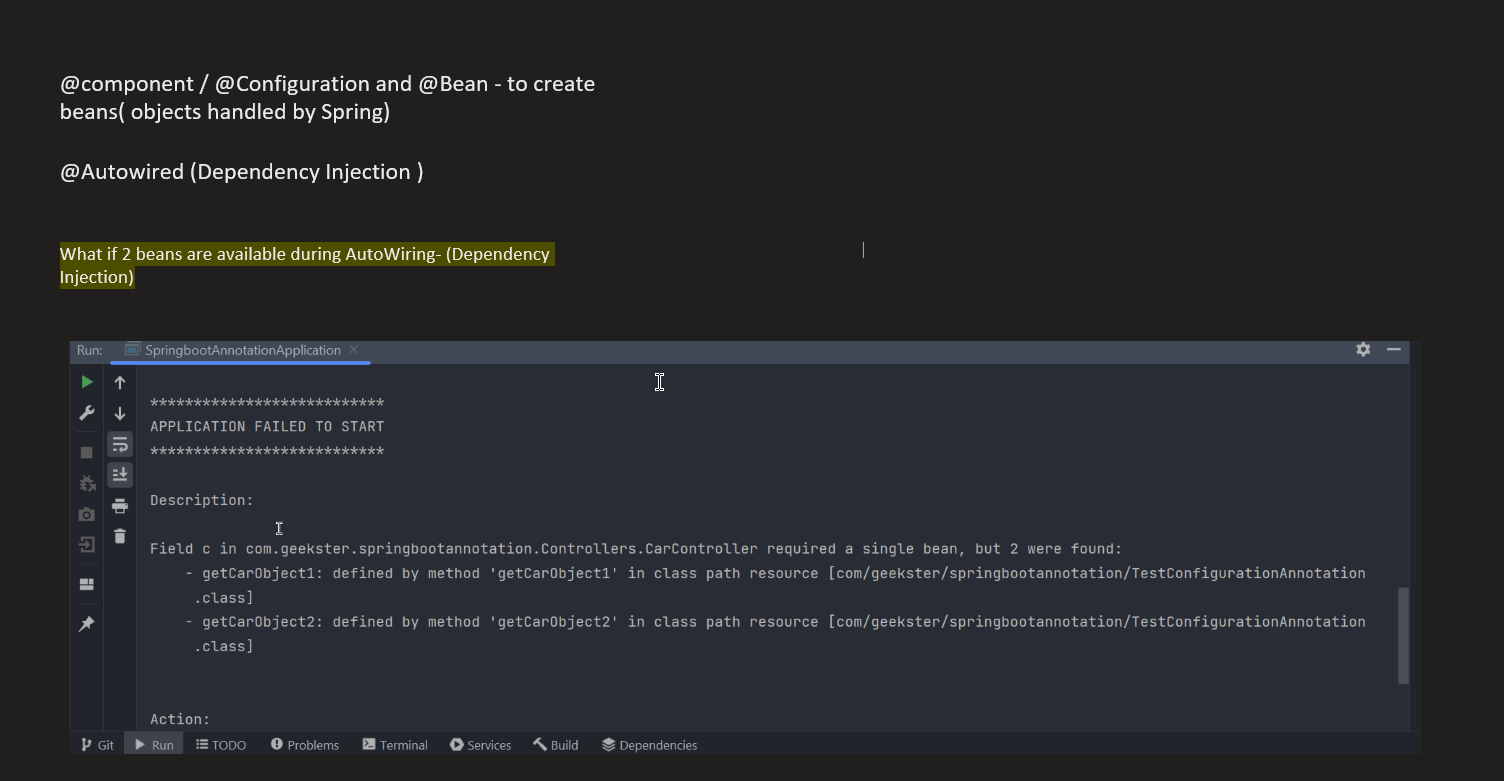 @component / @Configuration and @Bean - to create
beans( objects handled by Spring)
@Autowired (Dependency Injection )
What if 2 beans are available during AutoWiring- (Dependency
Injection)
Run: SpringbootAnnotationApplication
***************************
APPLICATION FAILED TO START
***************************
Description:
Field c in com.geekster.springbootannotation.Controllers.CarController required a single bean, but 2 were found:
- getCarObject1: defined by method 'getCarObject1' in class path resource [com/geekster/springbootannotation/TestConfigurationAnnotation
.class]
- getCarObject2: defined by method 'getCarObject2' in class path resource [com/geekster/springbootannotation/TestConfigurationAnnotation
.class]
Action:
Git Run TODO Problems Terminal Services Build Dependencies